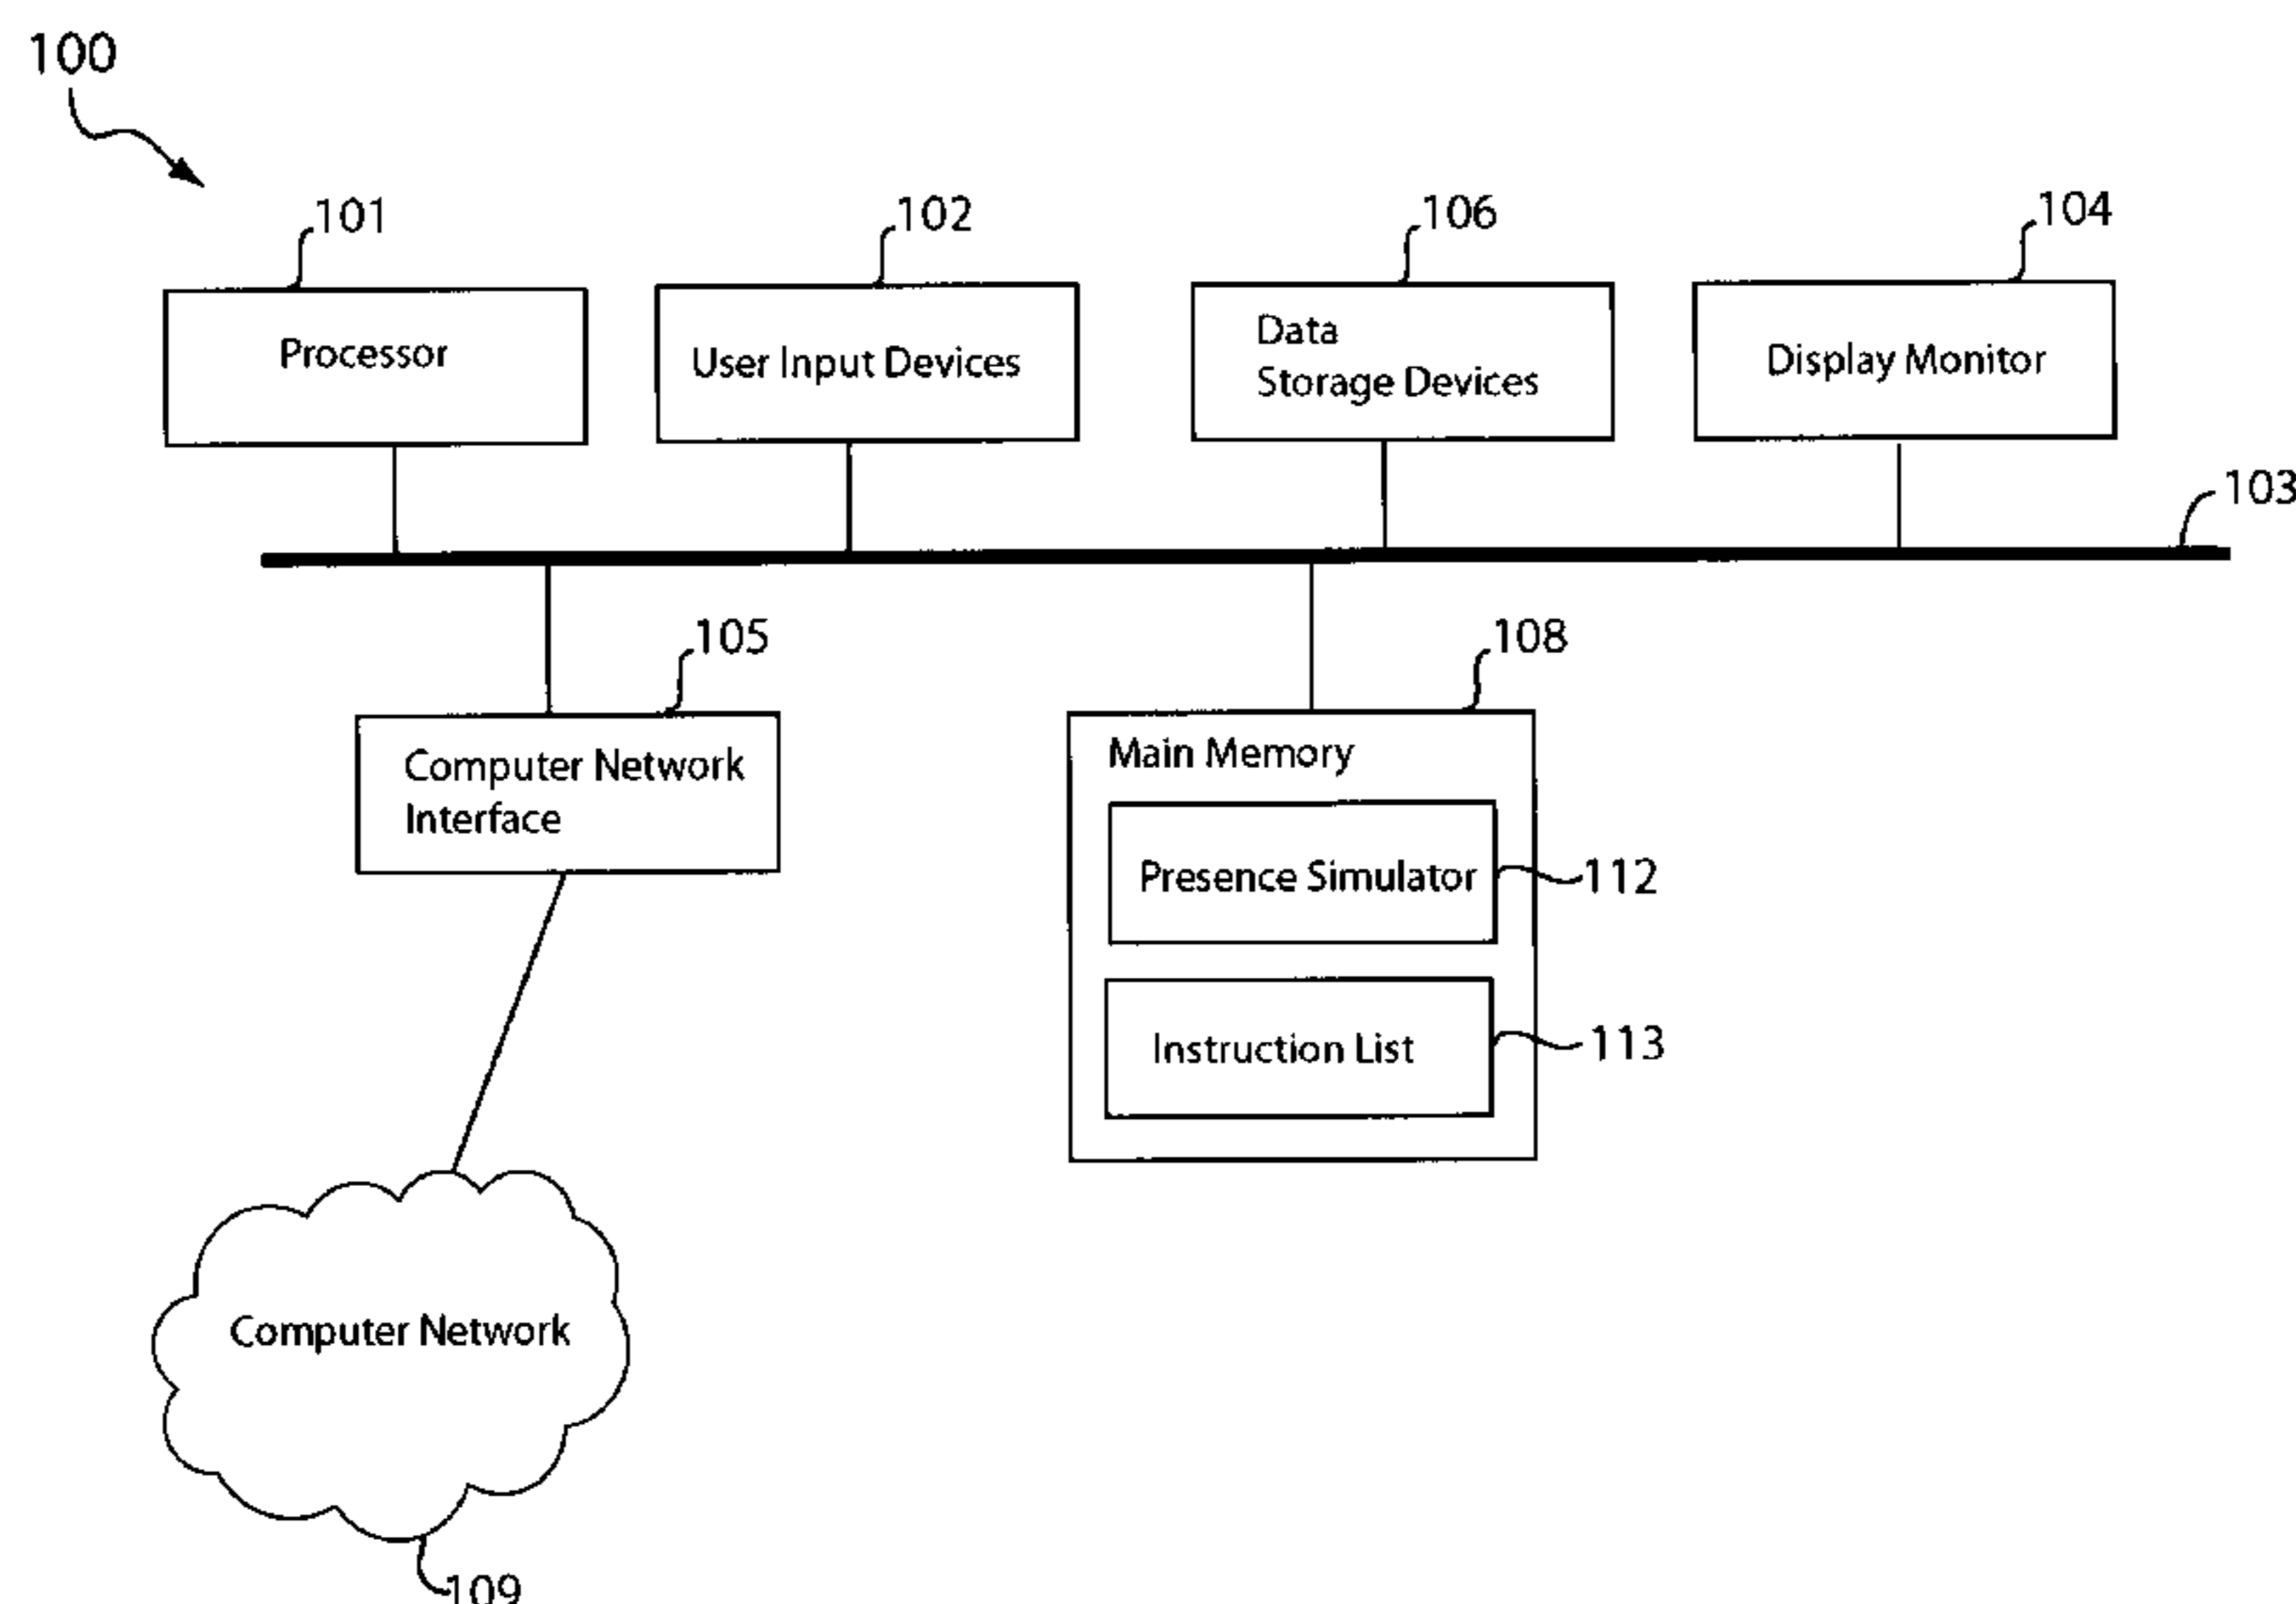 100
101
102
106
104
Processor
User Input Devices
Data
Storage Devices
Display Monitor
103
105
108
Computer Network
Interface
Main Memory
Presence Simulator
112
Instruction List
113
Computer Network
109